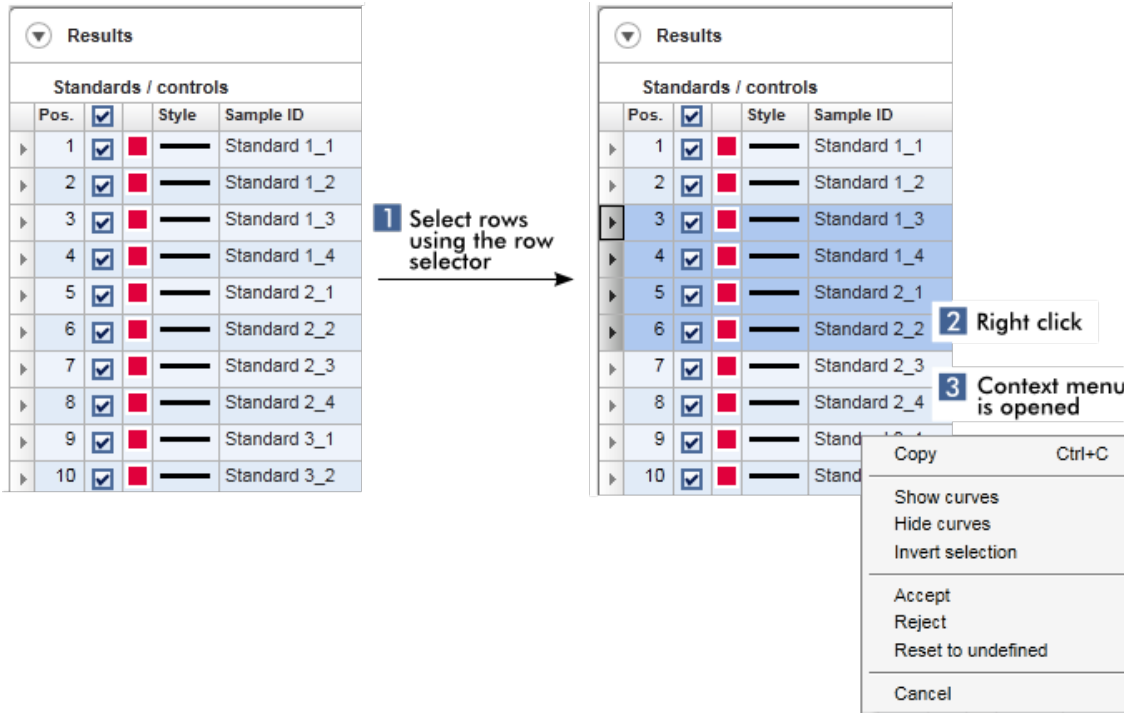 Results
Standards / controls
Pos. Style Sample ID
1 Standard 1_1
2 Standard 1_2
3 Standard 1_3
4 Standard 1_4
5 Standard 2_1
6 Standard 2_2
7 Standard 2_3
8 Standard 2_4
9 Standard 3_1
10 Standard 3_2
1 Select rows
using the row
selector
Results
Standards / controls
Pos. Style Sample ID
1 Standard 1_1
2 Standard 1_2
3 Standard 1_3
4 Standard 1_4
5 Standard 2_1
6 Standard 2_2
7 Standard 2_3
8 Standard 2_4
9
10
2 Right click
3 Context menu
is opened
Copy Ctrl+C
Show curves
Hide curves
Invert selection
Accept
Reject
Reset to undefined
Cancel